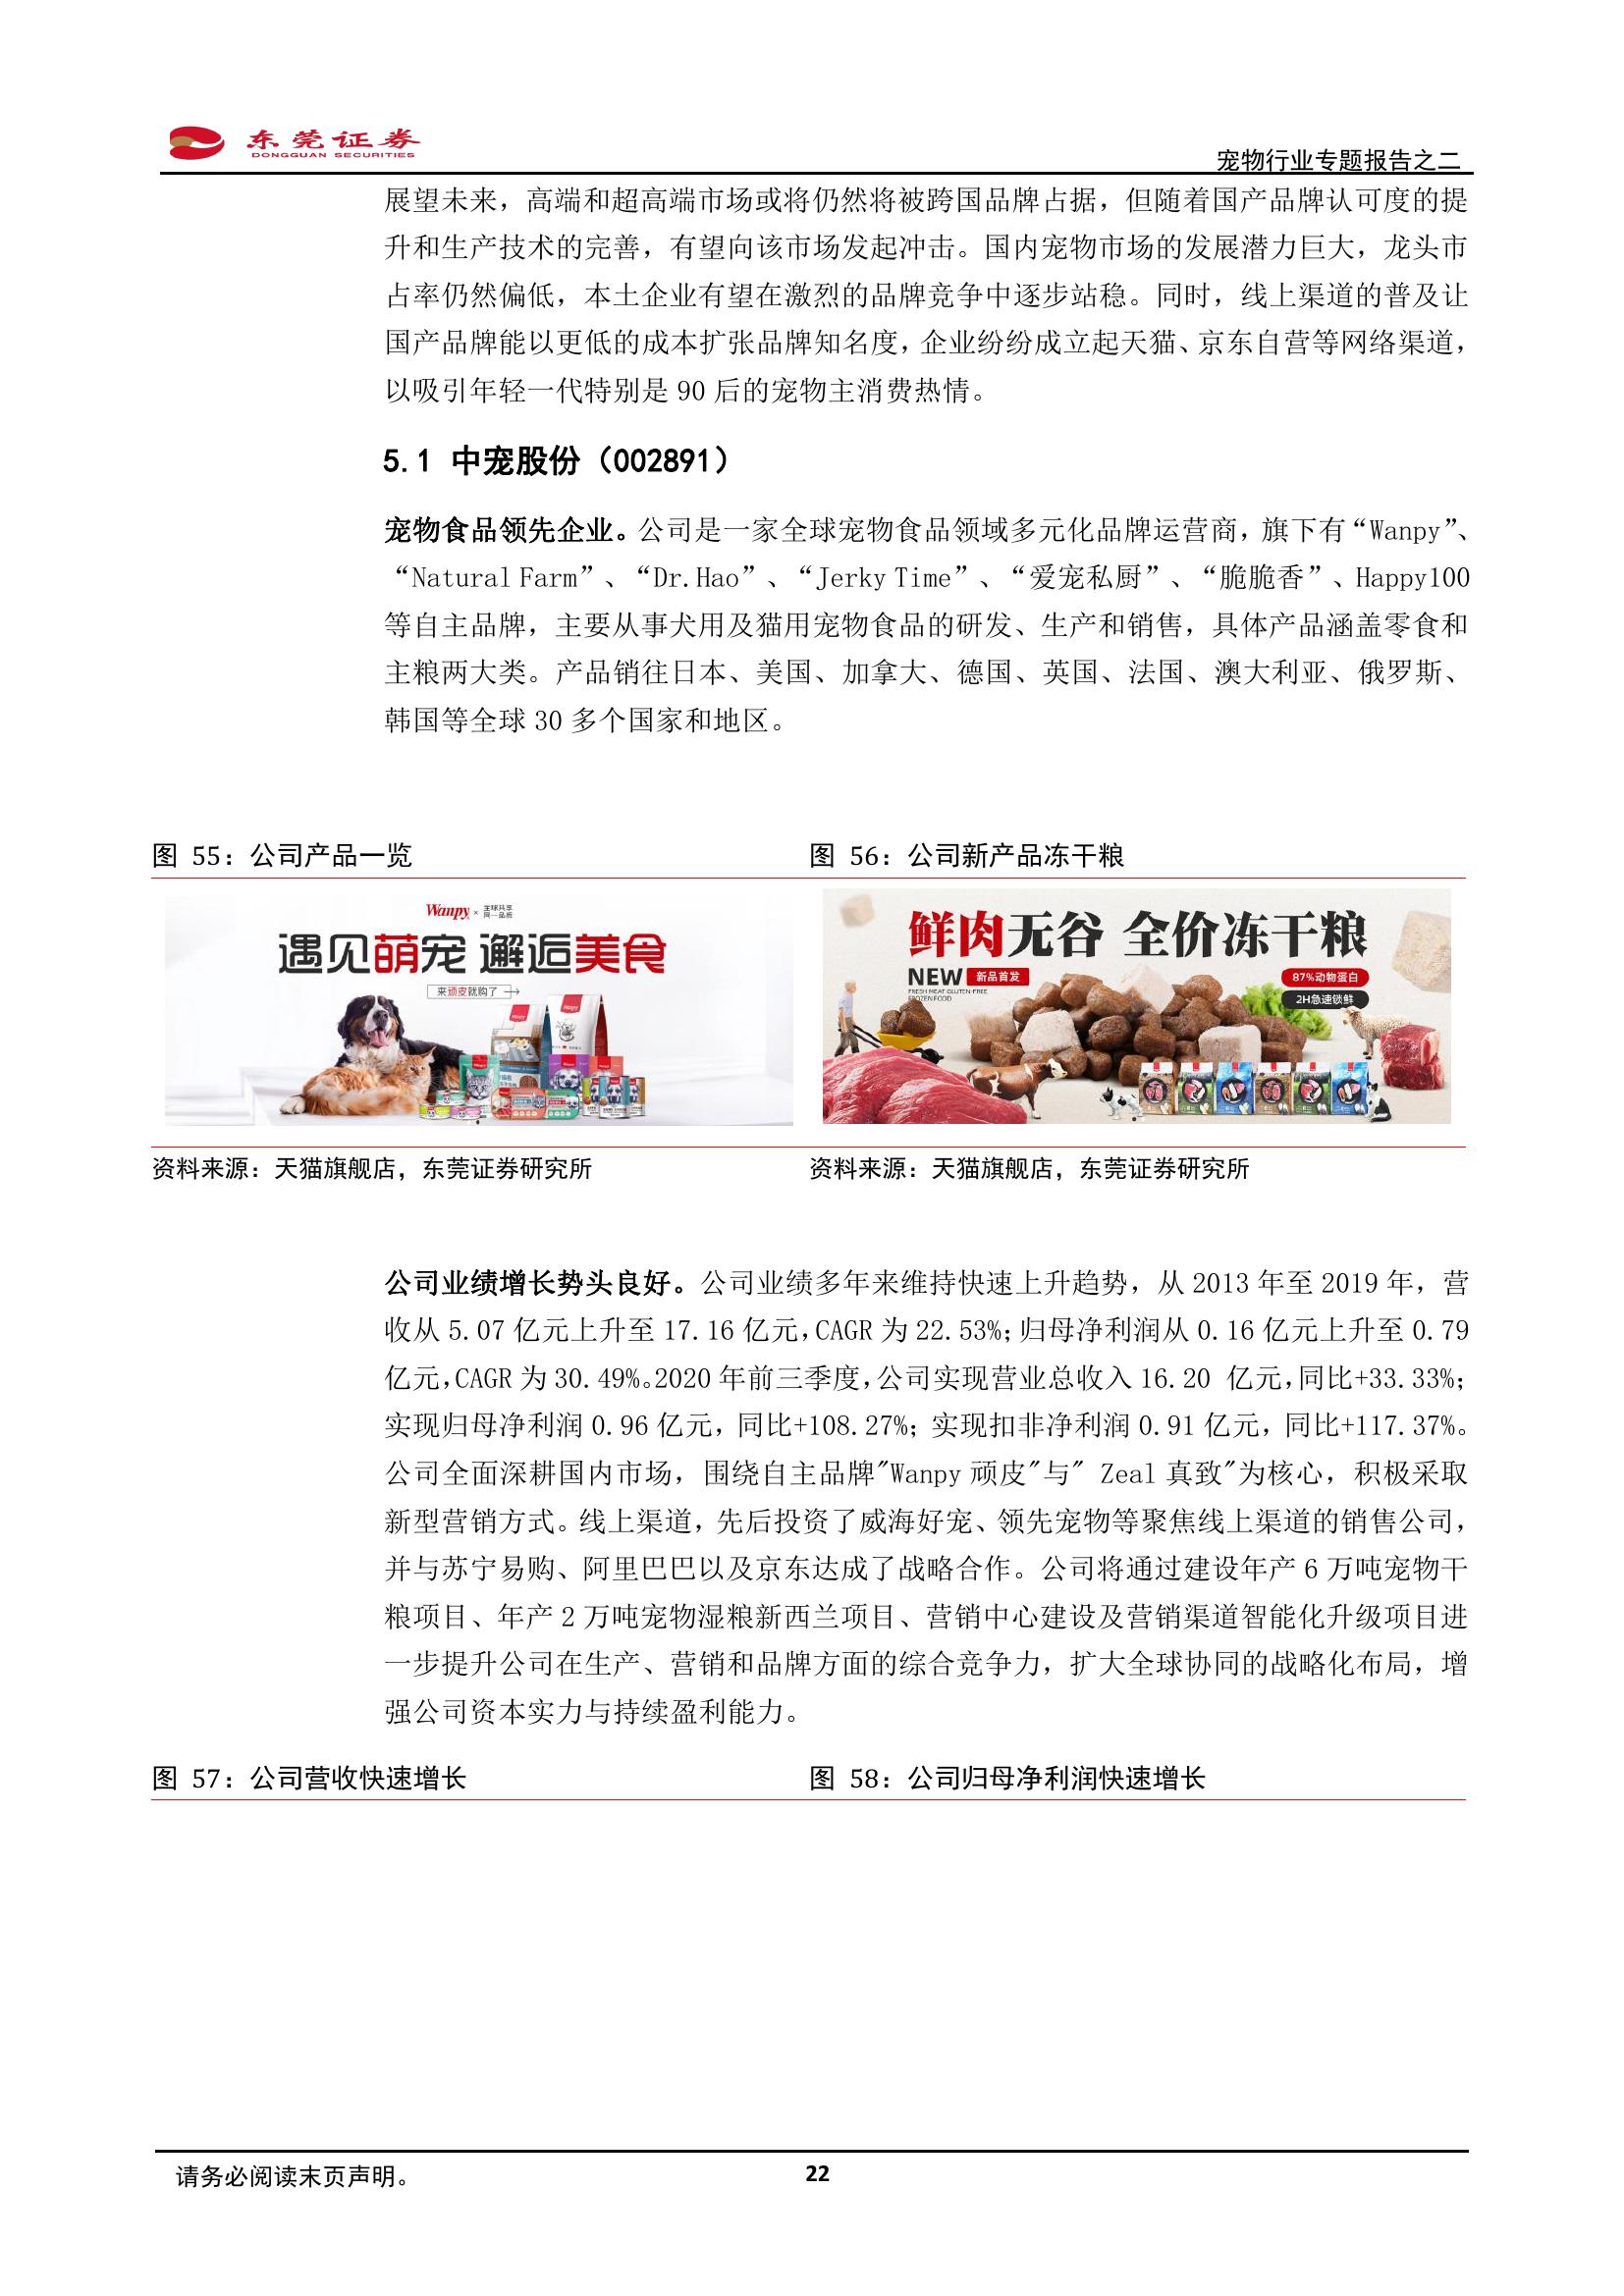 东莞证券
DONGGUAN SECURITIES
宠物行业专题报告之二
展望未来，高端和超高端市场或将仍然将被跨国品牌占据，但随着国产品牌认可度的提
升和生产技术的完善，有望向该市场发起冲击。国内宠物市场的发展潜力巨大，龙头市
占率仍然偏低，本土企业有望在激烈的品牌竞争中逐步站稳。同时，线上渠道的普及让
国产品牌能以更低的成本扩张品牌知名度，企业纷纷成立起天猫、京东自营等网络渠道，
以吸引年轻一代特别是 90 后的宠物主消费热情。
5.1 中宠股份（002891）
宠物食品领先企业。公司是一家全球宠物食品领域多元化品牌运营商，旗下有“Wanpy”、
“Natural Farm”、“Dr.Hao”、“Jerky Time”、“爱宠私厨”、“脆脆香”、Happy100
等自主品牌，主要从事犬用及猫用宠物食品的研发、生产和销售，具体产品涵盖零食和
主粮两大类。产品销往日本、美国、加拿大、德国、英国、法国、澳大利亚、俄罗斯、
韩国等全球 30 多个国家和地区。
图 55：公司产品一览
图 56：公司新产品冻干粮
Wanpy × 全球共享 同一品质
遇见萌宠 邂逅美食
来顽皮就购了
鲜肉无谷 全价冻干粮
NEW 新品首发
FRESH MEAT GLUTEN-FREE
FROZEN FOOD
87%动物蛋白
2H急速锁鲜
资料来源：天猫旗舰店，东莞证券研究所
资料来源：天猫旗舰店，东莞证券研究所
公司业绩增长势头良好。公司业绩多年来维持快速上升趋势，从 2013 年至 2019 年，营
收从 5.07 亿元上升至 17.16 亿元，CAGR 为 22.53%；归母净利润从 0.16 亿元上升至 0.79
亿元，CAGR 为 30.49%。2020 年前三季度，公司实现营业总收入 16.20 亿元，同比+33.33%；
实现归母净利润 0.96 亿元，同比+108.27%；实现扣非净利润 0.91 亿元，同比+117.37%。
公司全面深耕国内市场，围绕自主品牌"Wanpy 顽皮"与" Zeal 真致"为核心，积极采取
新型营销方式。线上渠道，先后投资了威海好宠、领先宠物等聚焦线上渠道的销售公司，
并与苏宁易购、阿里巴巴以及京东达成了战略合作。公司将通过建设年产 6 万吨宠物干
粮项目、年产 2 万吨宠物湿粮新西兰项目、营销中心建设及营销渠道智能化升级项目进
一步提升公司在生产、营销和品牌方面的综合竞争力，扩大全球协同的战略化布局，增
强公司资本实力与持续盈利能力。
图 57：公司营收快速增长
图 58：公司归母净利润快速增长
请务必阅读末页声明。
22